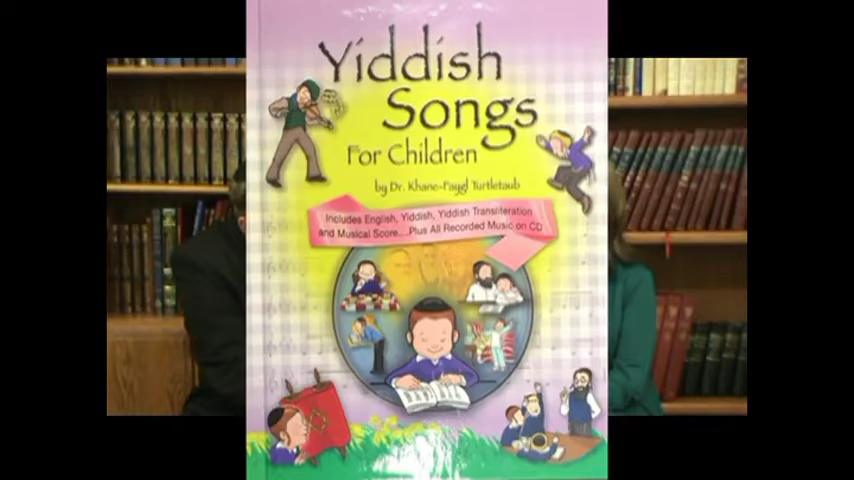 Yiddish
Songs
For Children
by Dr. Khane-Faygl Turtletaub
Includes English, Yiddish, Yiddish Transliteration
and Musical Score....Plus All Recorded Music on CD